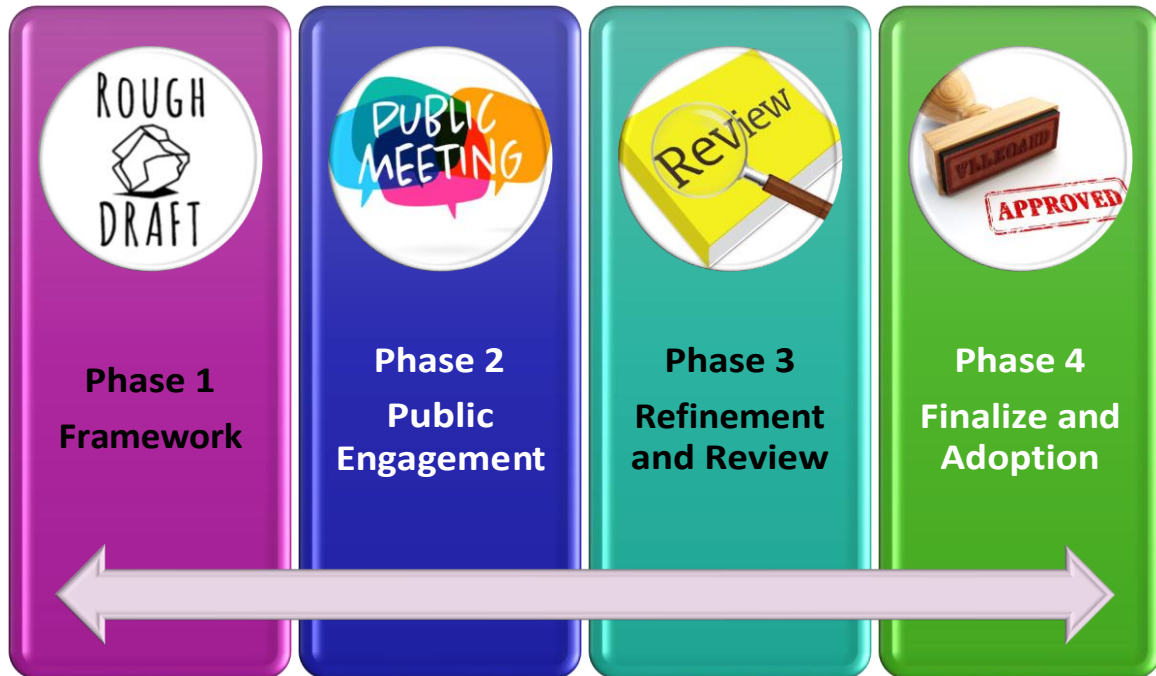 ROUGH
DRAFT
Phase 1
Framework
PUBLIC
MEETING
Phase 2
Public
Engagement
Review
Phase 3
Refinement
and Review
APPROVED
Phase 4
Finalize and
Adoption